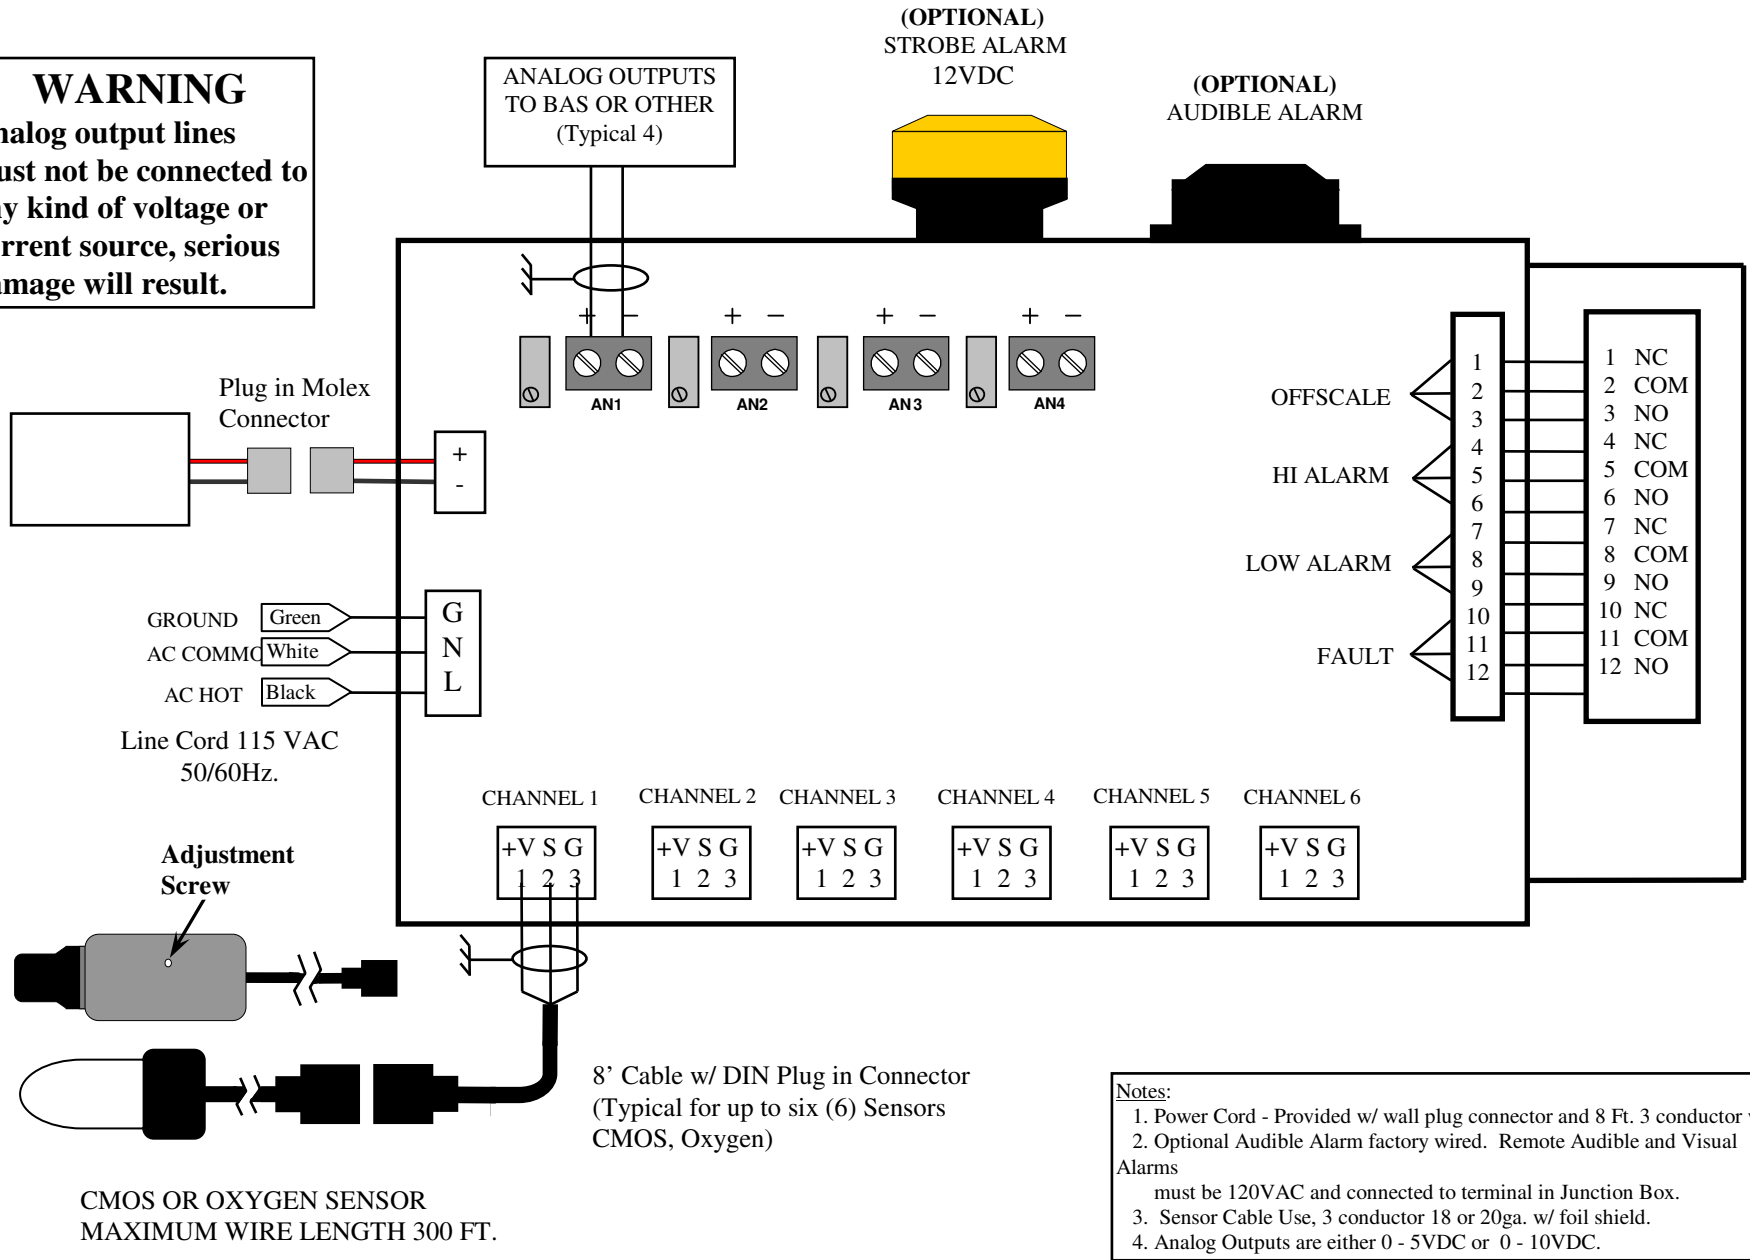 (OPTIONAL)
STROBE ALARM
12VDC
(OPTIONAL)
AUDIBLE ALARM
WARNING
nalog output lines
ust not be connected to
ny kind of voltage or
rrent source, serious
amage will result.
ANALOG OUTPUTS
TO BAS OR OTHER
(Typical 4)
+ − + − + − + −
AN1 AN2 AN3 AN4
Plug in Molex
Connector
+
-
GROUND Green
AC COMMO White
AC HOT Black
G
N
L
Line Cord 115 VAC
50/60Hz.
OFFSCALE
HI ALARM
LOW ALARM
FAULT
1
2
3
4
5
6
7
8
9
10
11
12
1 NC
2 COM
3 NO
4 NC
5 COM
6 NO
7 NC
8 COM
9 NO
10 NC
11 COM
12 NO
CHANNEL 1 CHANNEL 2 CHANNEL 3 CHANNEL 4 CHANNEL 5 CHANNEL 6
+V S G +V S G +V S G +V S G +V S G +V S G
1 2 3 1 2 3 1 2 3 1 2 3 1 2 3 1 2 3
Adjustment
Screw
8’ Cable w/ DIN Plug in Connector
(Typical for up to six (6) Sensors
CMOS, Oxygen)
CMOS OR OXYGEN SENSOR
MAXIMUM WIRE LENGTH 300 FT.
Notes:
1. Power Cord - Provided w/ wall plug connector and 8 Ft. 3 conductor
2. Optional Audible Alarm factory wired. Remote Audible and Visual
Alarms
must be 120VAC and connected to terminal in Junction Box.
3. Sensor Cable Use, 3 conductor 18 or 20ga. w/ foil shield.
4. Analog Outputs are either 0 - 5VDC or 0 - 10VDC.